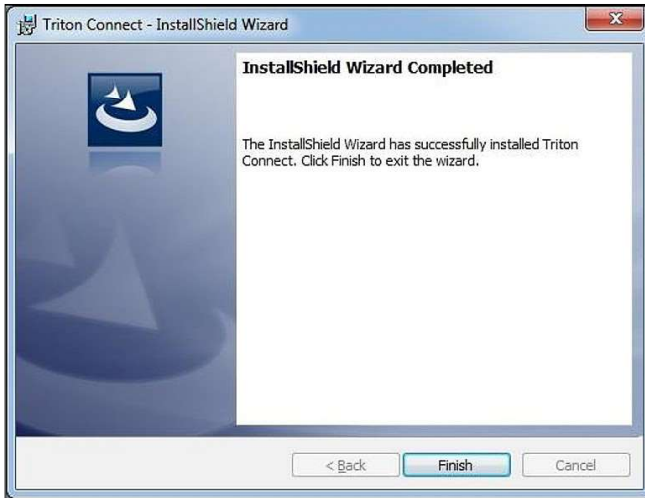 Triton Connect - InstallShield Wizard
InstallShield Wizard Completed
The InstallShield Wizard has successfully installed Triton
Connect. Click Finish to exit the wizard.
< Back Finish Cancel